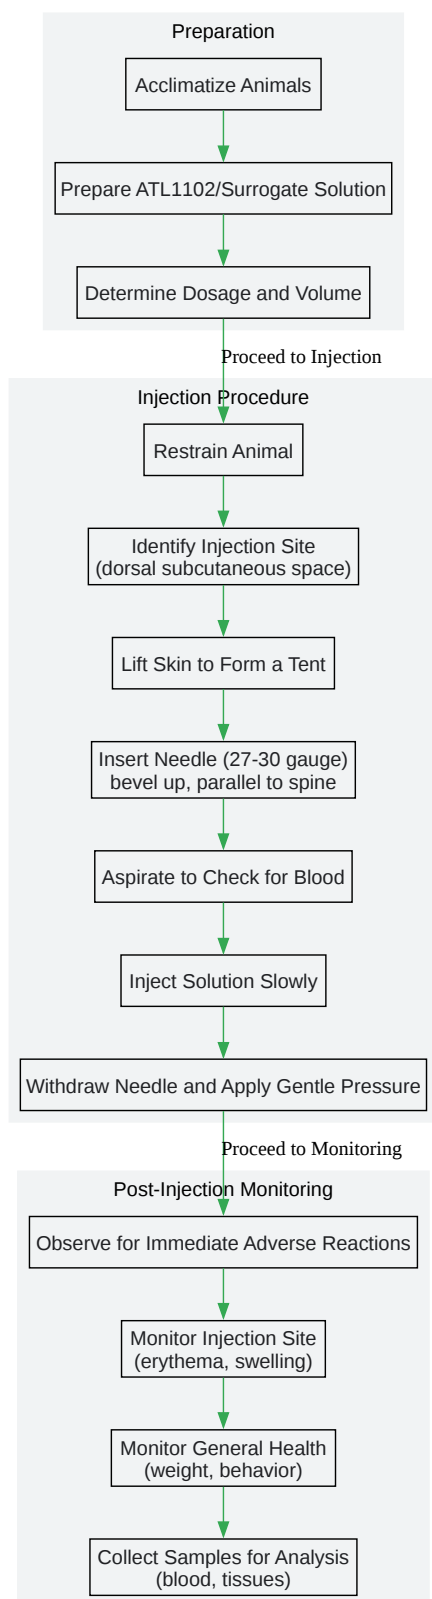 Preparation
Acclimatize Animals
Prepare ATL1102/Surrogate Solution
Determine Dosage and Volume
Proceed to Injection
Injection Procedure
Restrain Animal
Identify Injection Site
(dorsal subcutaneous space)
Lift Skin to Form a Tent
Insert Needle (27-30 gauge)
bevel up, parallel to spine
Aspirate to Check for Blood
Inject Solution Slowly
Withdraw Needle and Apply Gentle Pressure
Proceed to Monitoring
Post-Injection Monitoring
Observe for Immediate Adverse Reactions
Monitor Injection Site
(erythema, swelling)
Monitor General Health
(weight, behavior)
Collect Samples for Analysis
(blood, tissues)